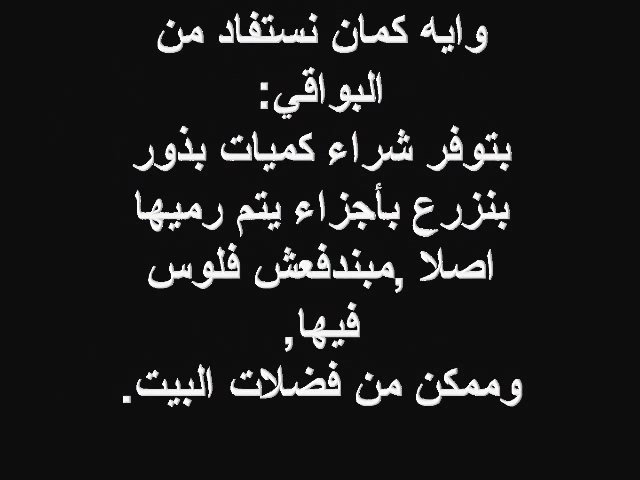 وايه كمان نستفاد من
البواقي:
بتوفر شراء كميات بذور
بنزرع بأجزاء يتم رميها
اصلا ,مبندفعش فلوس
فيها,
وممكن من فضلات البيت.